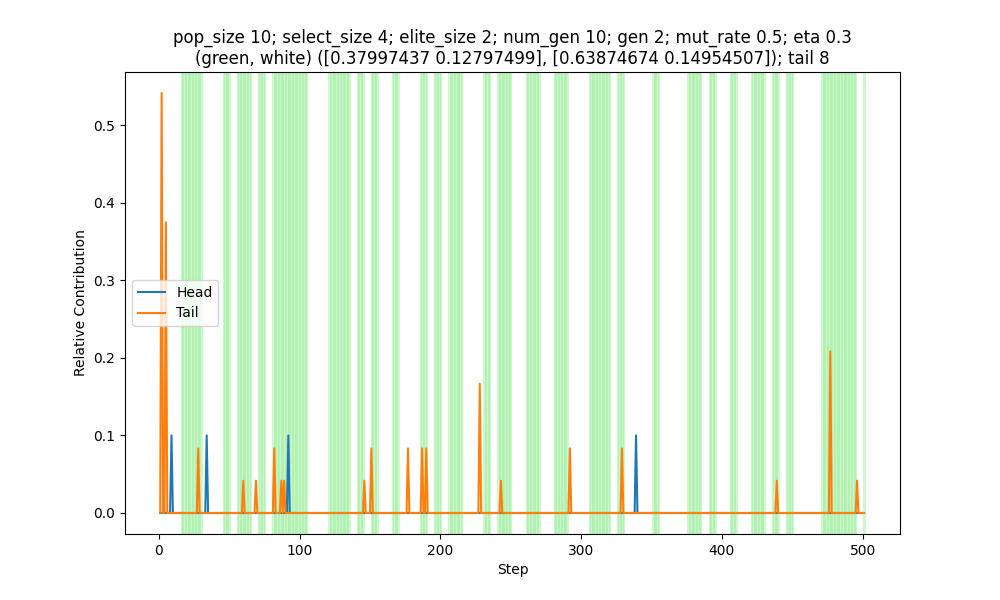 pop_size 10; select_size 4; elite_size 2; num_gen 10; gen 2; mut_rate 0.5; eta 0.3
(green, white) ([0.37997437 0.12797499], [0.63874674 0.14954507]); tail 8
Relative Contribution
0.5
0.4
0.3
0.2
0.1
0.0
Head
Tail
0
100
200
300
400
500
Step